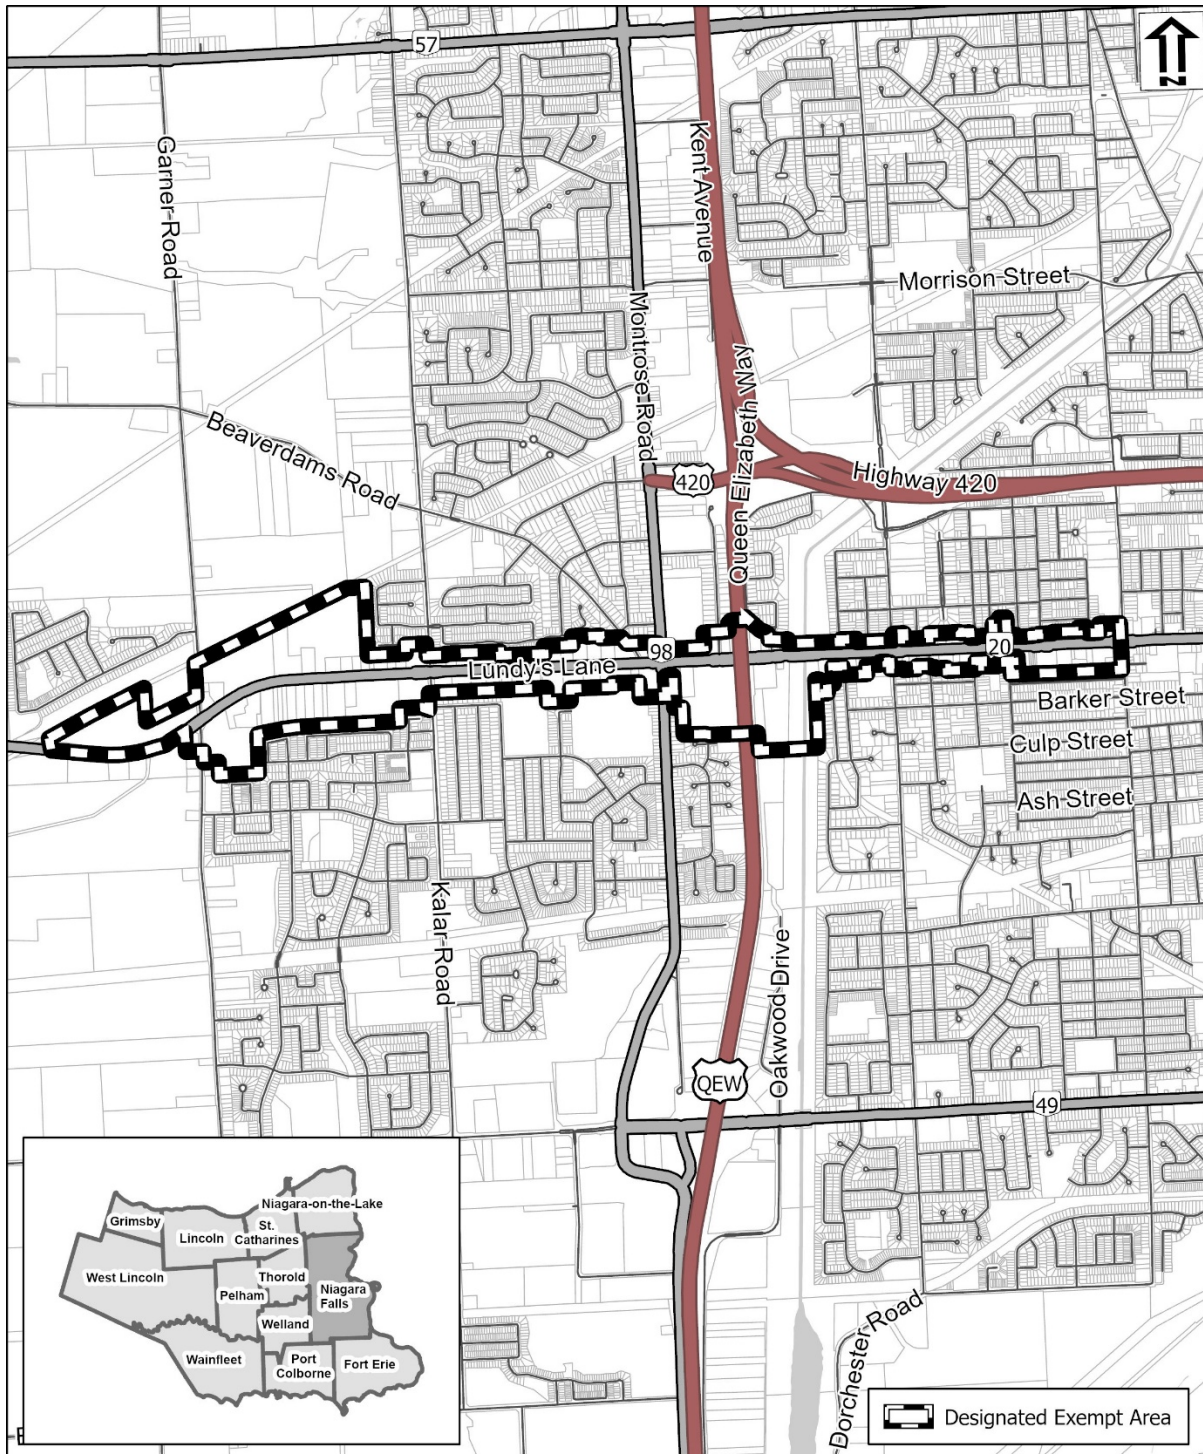 57
N
Garner Road
Kent Avenue
Morrison Street
Montrose Road
Queen Elizabeth Way
Beaverdams Road
420
Highway 420
98
20
Lundy's Lane
Barker Street
Culp Street
Ash Street
Kalar Road
Oakwood Drive
QEW
49
Niagara-on-the-Lake
Grimsby
St.
Catharines
Lincoln
West Lincoln
Thorold
Pelham
Niagara
Falls
Welland
Wainfleet
Port
Colborne
Fort Erie
Dorchester Road
Designated Exempt Area